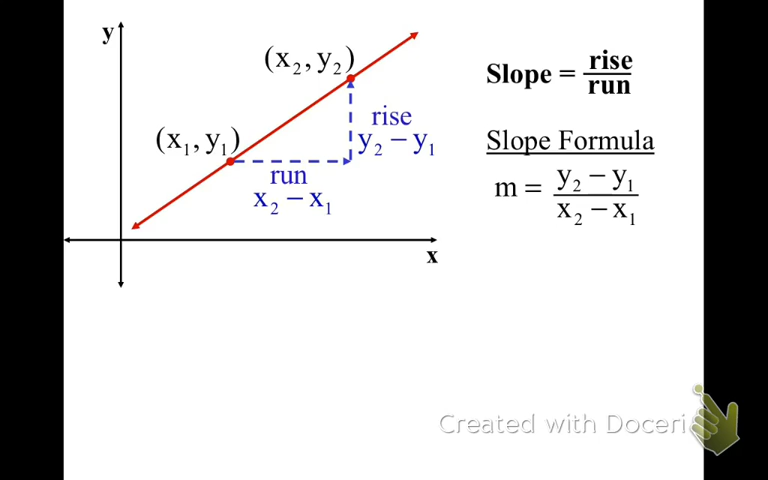 y
(x₂, y₂)
Slope = rise
run
(x₁, y₁)
rise
y₂ − y₁
Slope Formula
run
x₂ − x₁
m = y₂ − y₁
x₂ − x₁
x
Created with Doceri